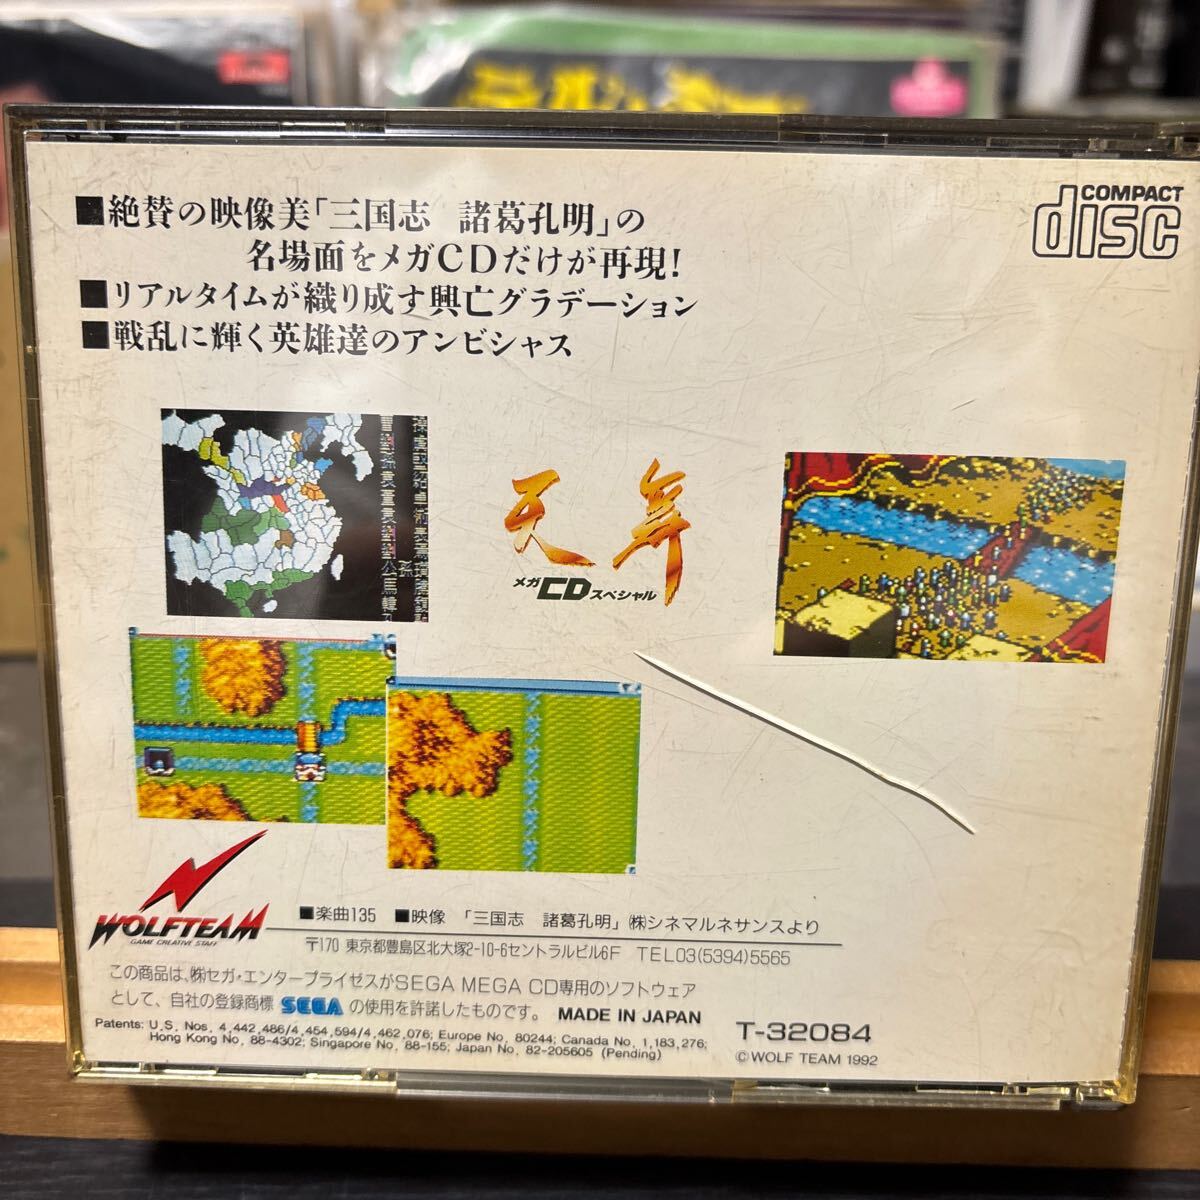 ■絶賛の映像美「三国志 諸葛孔明」の
名場面をメガCDだけが再現!
■リアルタイムが織り成す興亡グラデーション
■戦乱に輝く英雄達のアンビシャス
COMPACT
disc
天舞
メガCDスペシャル
WOLFTEAM
GAME CREATIVE STAFF
■楽曲135 ■映像 「三国志 諸葛孔明」㈱シネマルネサンスより
〒170 東京都豊島区北大塚2-10-6セントラルビル6F TEL03(5394)5565
この商品は、㈱セガ・エンタープライゼスがSEGA MEGA CD専用のソフトウェア
として、自社の登録商標 SEGA の使用を許諾したものです。 MADE IN JAPAN
Patents: U.S. Nos. 4,442,486/4,454,594/4,462,076; Europe No. 80244; Canada No. 1,183,276;
Hong Kong No. 88-4302; Singapore No. 88-155; Japan No. 82-205605 (Pending)
T-32084
©WOLF TEAM 1992